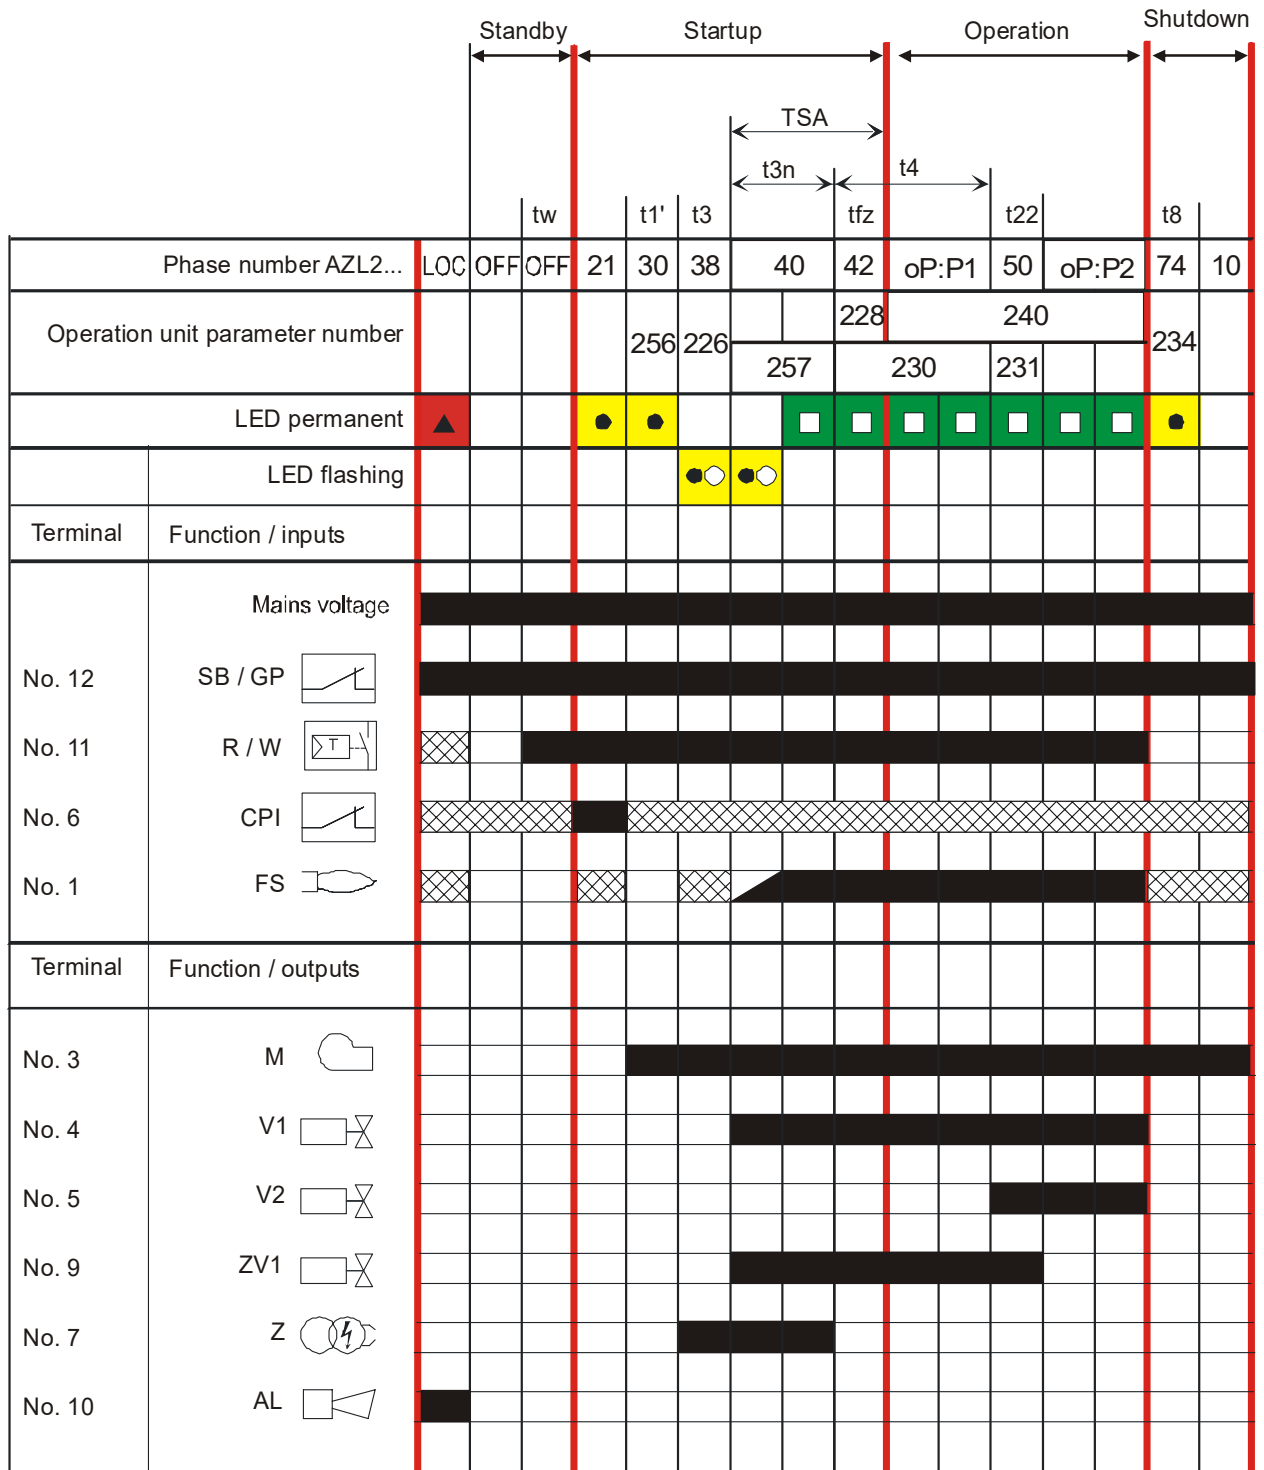 Standby Startup Operation Shutdown
TSA
t3n t4
tw t1' t3 tfz t22 t8
Phase number AZL2... LOC OFF OFF 21 30 38 40 42 oP:P1 50 oP:P2 74 10
228 240
Operation unit parameter number 256 226 234
257 230 231
LED permanent
LED flashing
Terminal Function / inputs
Mains voltage
No. 12 SB / GP
No. 11 R / W T
No. 6 CPI
No. 1 FS
Terminal Function / outputs
No. 3 M
No. 4 V1
No. 5 V2
No. 9 ZV1
No. 7 Z
No. 10 AL